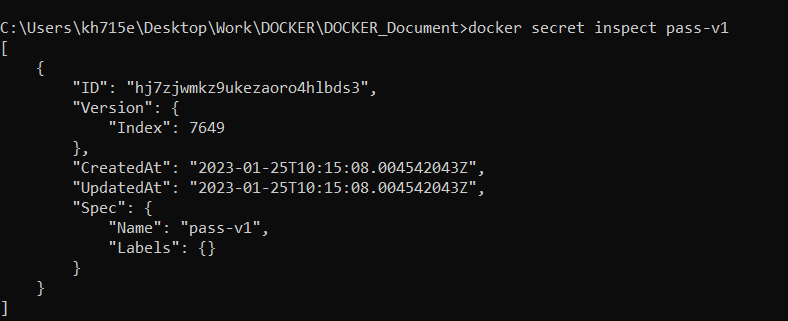 C:\Users\kh715e\Desktop\Work\DOCKER\DOCKER_Document>docker secret inspect pass-v1
[
    {
        "ID": "hj7zjwmkz9ukezaoro4hlbds3",
        "Version": {
            "Index": 7649
        },
        "CreatedAt": "2023-01-25T10:15:08.004542043Z",
        "UpdatedAt": "2023-01-25T10:15:08.004542043Z",
        "Spec": {
            "Name": "pass-v1",
            "Labels": {}
        }
    }
]